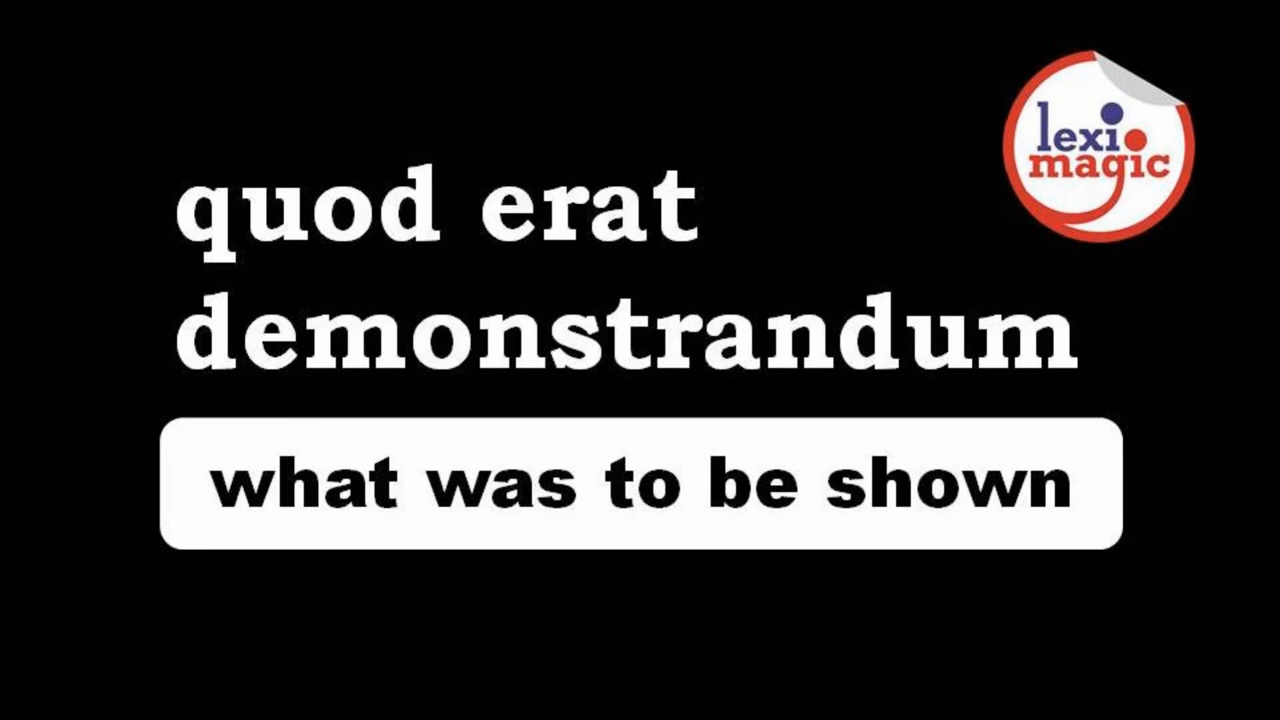 lexi
magic
quod erat
demonstrandum
what was to be shown